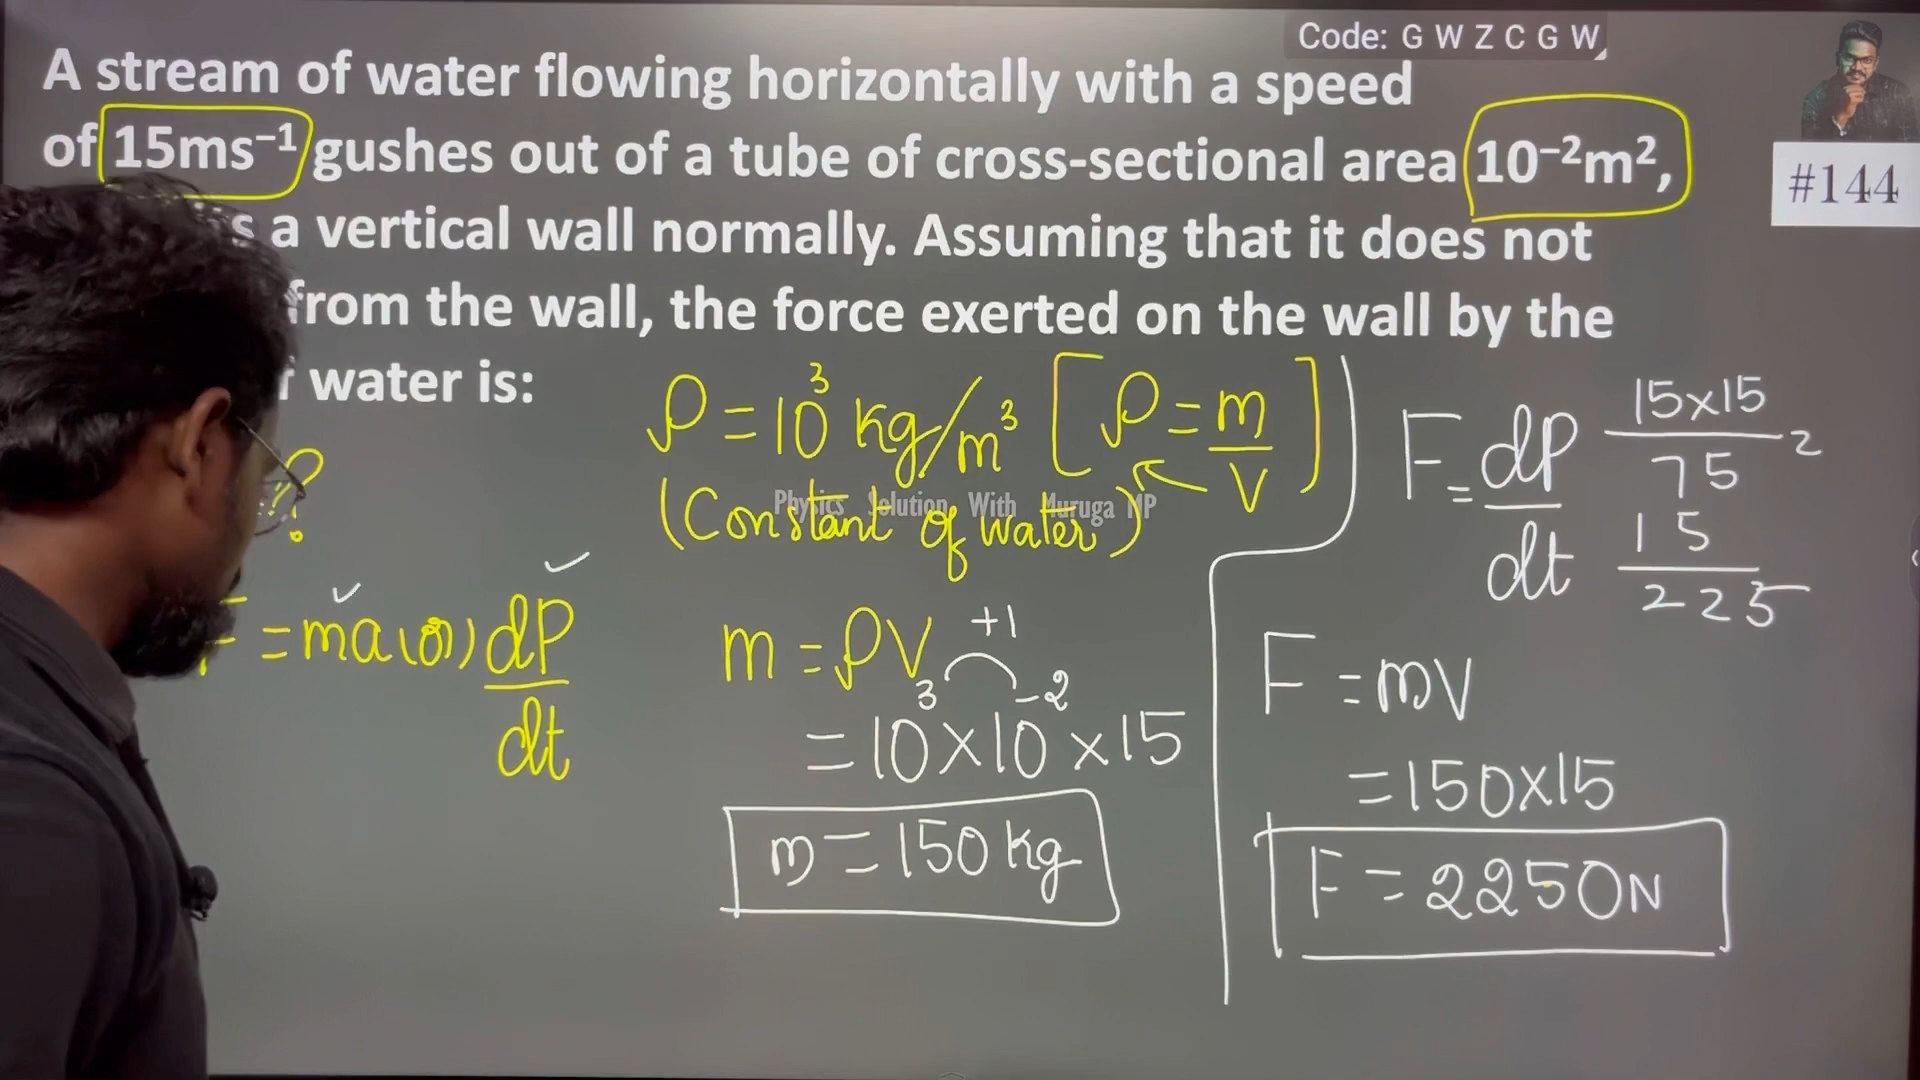 Code: G W Z C G W
A stream of water flowing horizontally with a speed
of 15ms⁻¹ gushes out of a tube of cross-sectional area 10⁻²m²,
#144
a vertical wall normally. Assuming that it does not
from the wall, the force exerted on the wall by the
water is:
?
ρ = 10³ kg/m³ [ρ = m/V]
(Constant of water)
Physics Solution With Muruga MP
= ma (or) dP/dt
m = ρV
+1
= 10³ × 10⁻² × 15
m = 150 kg
F = dP/dt
15×15
75 2
15
225
F = mV
= 150×15
F = 2250N